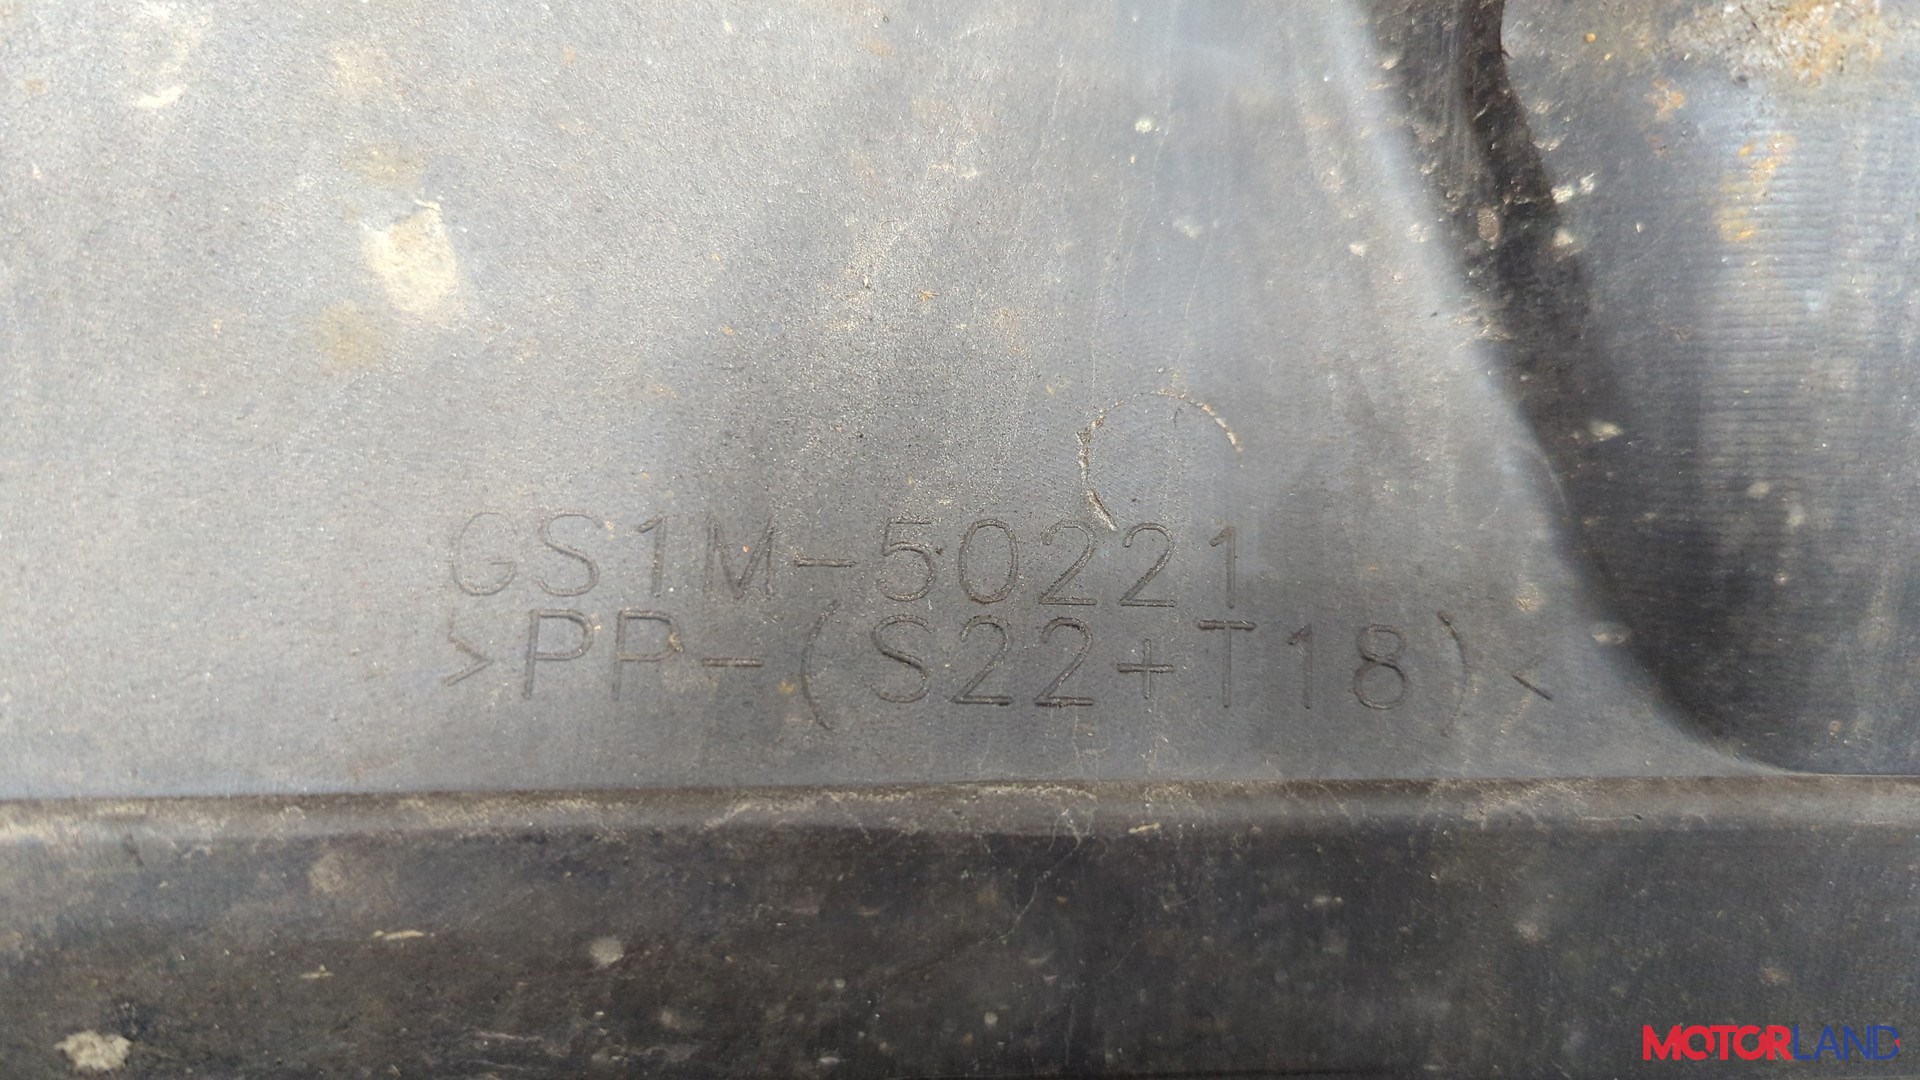 GS1M-50221
>PP-(S22+T18)<
MOTORLAND